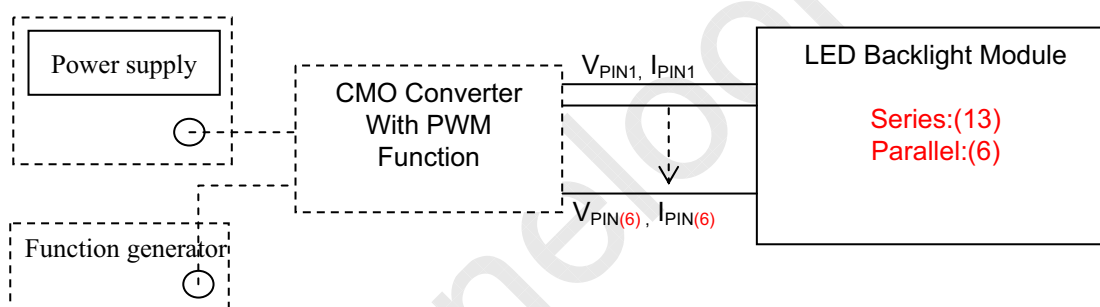 Power supply
Function generator
CMO Converter
With PWM
Function
VPIN1, IPIN1
VPIN(6) , IPIN(6)
LED Backlight Module
Series:(13)
Parallel:(6)